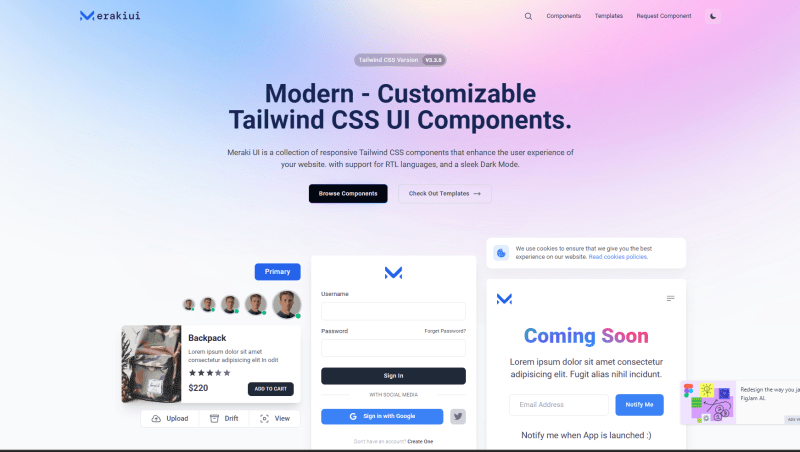 erakiui
Components
Templates
Request Component
Tailwind CSS Version V3.3.0
Modern - Customizable
Tailwind CSS UI Components.
Meraki UI is a collection of responsive Tailwind CSS components that enhance the user experience of
your website. with support for RTL languages, and a sleek Dark Mode.
Browse Components
Check Out Templates
Primary
Backpack
Lorem ipsum dolor sit amet
consectetur adipisicing elit In odit
$220
ADD TO CART
Upload
Drift
View
Username
Password
Forget Password?
Sign In
WITH SOCIAL MEDIA
Sign in with Google
Don't have an account? Create One
We use cookies to ensure that we give you the best
experience on our website. Read cookies policies.
Coming Soon
Lorem ipsum dolor sit amet consectetur
adipisicing elit. Fugit alias nihil incidunt.
Email Address
Notify Me
Notify me when App is launched :)
Redesign the way you ja
FigJam AI.